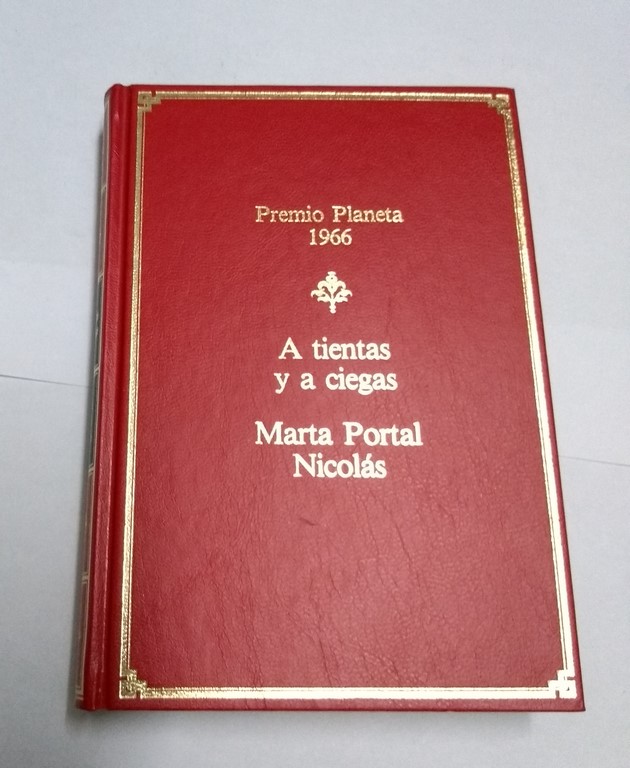 Premio Planeta
1966
A tientas
y a ciegas
Marta Portal
Nicolás